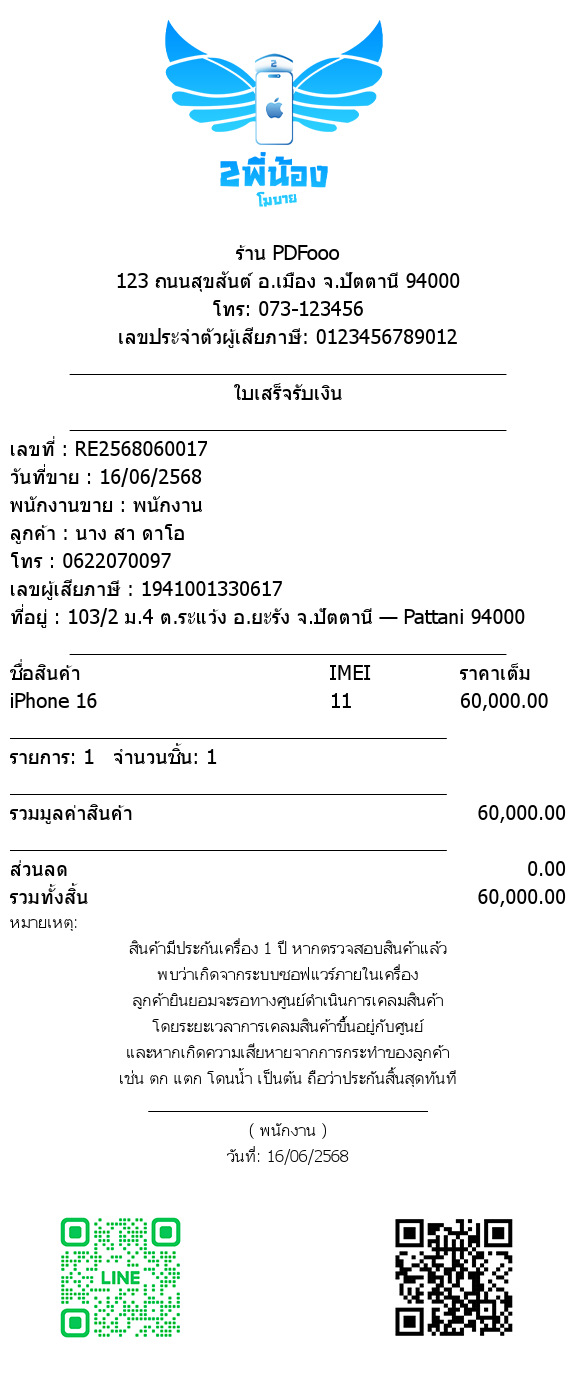 2
2พี่น้อง
โมบาย
ร้าน PDFooo
123 ถนนสุขสันต์ อ.เมือง จ.ปัตตานี 94000
โทร: 073-123456
เลขประจำตัวผู้เสียภาษี: 0123456789012
ใบเสร็จรับเงิน
เลขที่ : RE2568060017
วันที่ขาย : 16/06/2568
พนักงานขาย : พนักงาน
ลูกค้า : นาง สา ดาโอ
โทร : 0622070097
เลขผู้เสียภาษี : 1941001330617
ที่อยู่ : 103/2 ม.4 ต.ระแว้ง อ.ยะรัง จ.ปัตตานี — Pattani 94000
ชื่อสินค้า IMEI ราคาเต็ม
iPhone 16 11 60,000.00
รายการ: 1 จำนวนชิ้น: 1
รวมมูลค่าสินค้า 60,000.00
ส่วนลด 0.00
รวมทั้งสิ้น 60,000.00
หมายเหตุ:
สินค้ามีประกันเครื่อง 1 ปี หากตรวจสอบสินค้าแล้ว
พบว่าเกิดจากระบบซอฟแวร์ภายในเครื่อง
ลูกค้ายินยอมจะรอทางศูนย์ดำเนินการเคลมสินค้า
โดยระยะเวลาการเคลมสินค้าขึ้นอยู่กับศูนย์
และหากเกิดความเสียหายจากการกระทำของลูกค้า
เช่น ตก แตก โดนน้ำ เป็นต้น ถือว่าประกันสิ้นสุดทันที
( พนักงาน )
วันที่: 16/06/2568
LINE